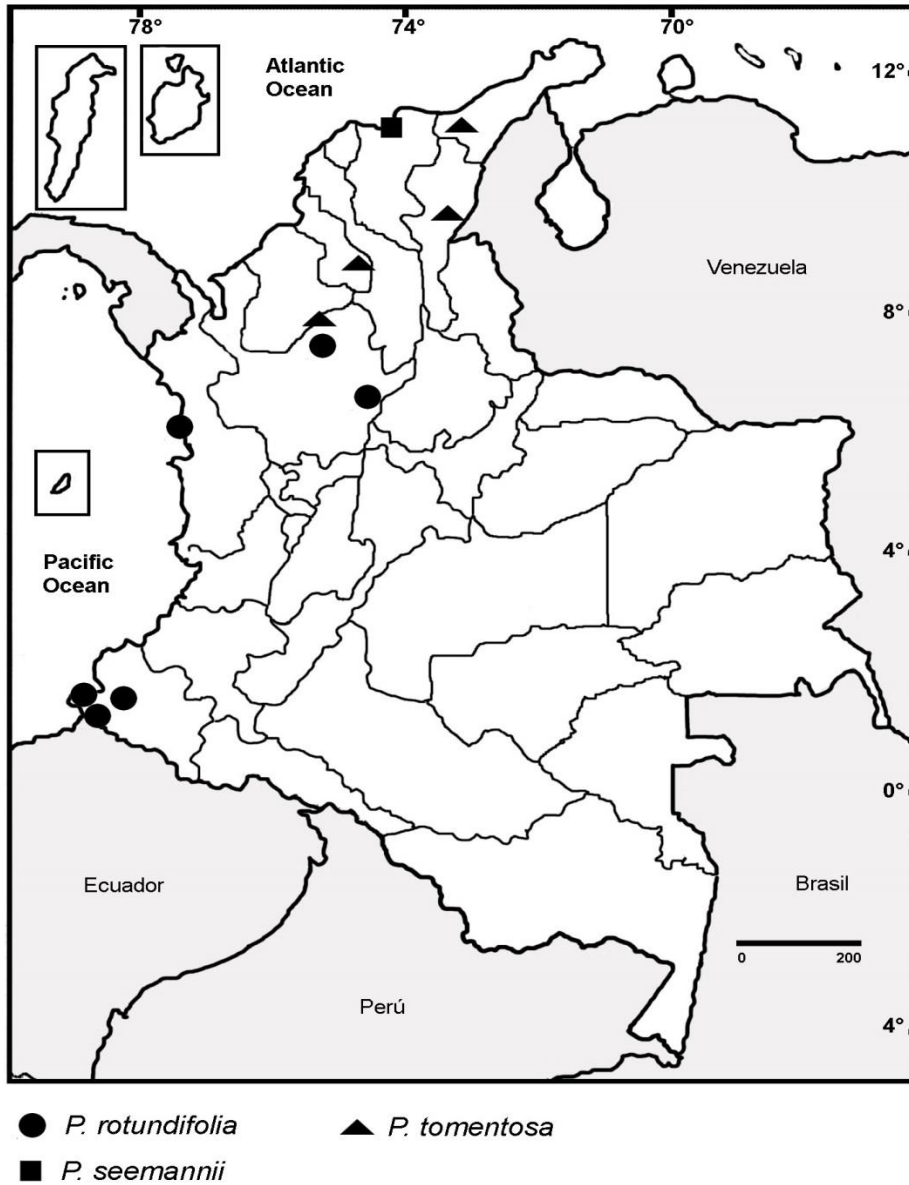 78° 74° 70°
Atlantic
Ocean
12°
Venezuela
8°
Pacific
Ocean
4°
0°
Ecuador
Brasil
0 200
Perú
4°
P. rotundifolia P. tomentosa
P. seemannii